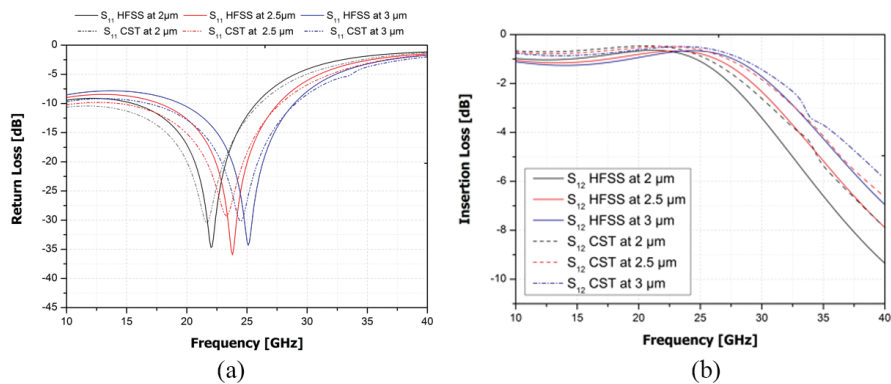 S11 HFSS at 2µm S11 HFSS at 2.5µm S11 HFSS at 3 µm
S11 CST at 2 µm S11 CST at 2.5 µm S11 CST at 3 µm
0
-5
-10
-15
-20
-25
-30
-35
-40
-45
Return Loss [dB]
10 15 20 25 30 35 40
Frequency [GHz]
(a)
0
-2
-4
-6
-8
-10
Insertion Loss [dB]
S12 HFSS at 2 µm
S12 HFSS at 2.5 µm
S12 HFSS at 3 µm
S12 CST at 2 µm
S12 CST at 2.5 µm
S12 CST at 3 µm
10 15 20 25 30 35 40
Frequency [GHz]
(b)